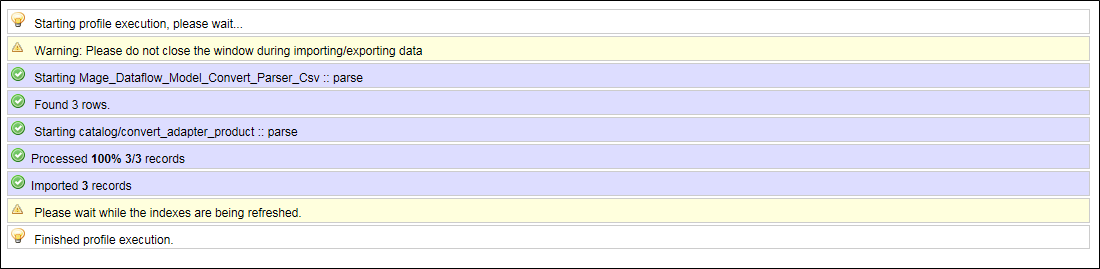 Starting profile execution, please wait...
Warning: Please do not close the window during importing/exporting data
Starting Mage_Dataflow_Model_Convert_Parser_Csv :: parse
Found 3 rows.
Starting catalog/convert_adapter_product :: parse
Processed 100% 3/3 records
Imported 3 records
Please wait while the indexes are being refreshed.
Finished profile execution.